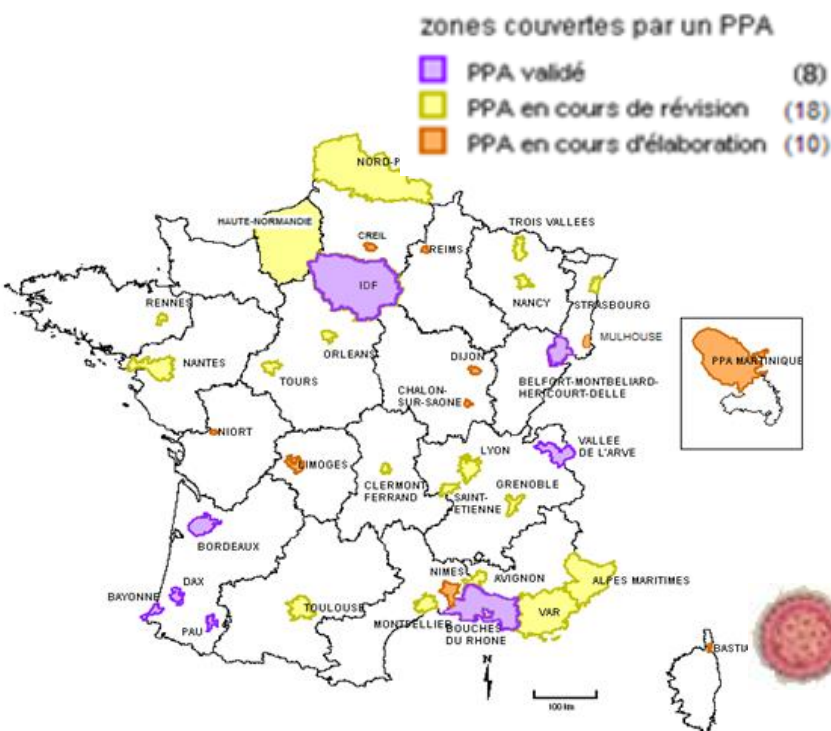 zones couvertes par un PPA
PPA validé (8)
PPA en cours de révision (18)
PPA en cours d'élaboration (10)
NORD-P
HAUTE-NORMANDIE
CREIL
REIMS
TROIS VALLEES
IDF
NANCY
STRASBOURG
RENNES
MULHOUSE
ORLEANS
NANTES
DIJON
PPA MARTINIQUE
TOURS
BELFORT-MONTBELIARD-
HERICOURT-DELLE
CHALON-
SUR-SAONE
NIORT
VALLEE
DE L'ARVE
LIMOGES
LYON
CLERMONT
FERRAND
GRENOBLE
SAINT-
ETIENNE
BORDEAUX
NIMES
AVIGNON
ALPES MARITIMES
DAX
BAYONNE
TOULOUSE
VAR
MONTPELLIER
PAU
BOUCHES
DU RHONE
BASTIA
N
100 km